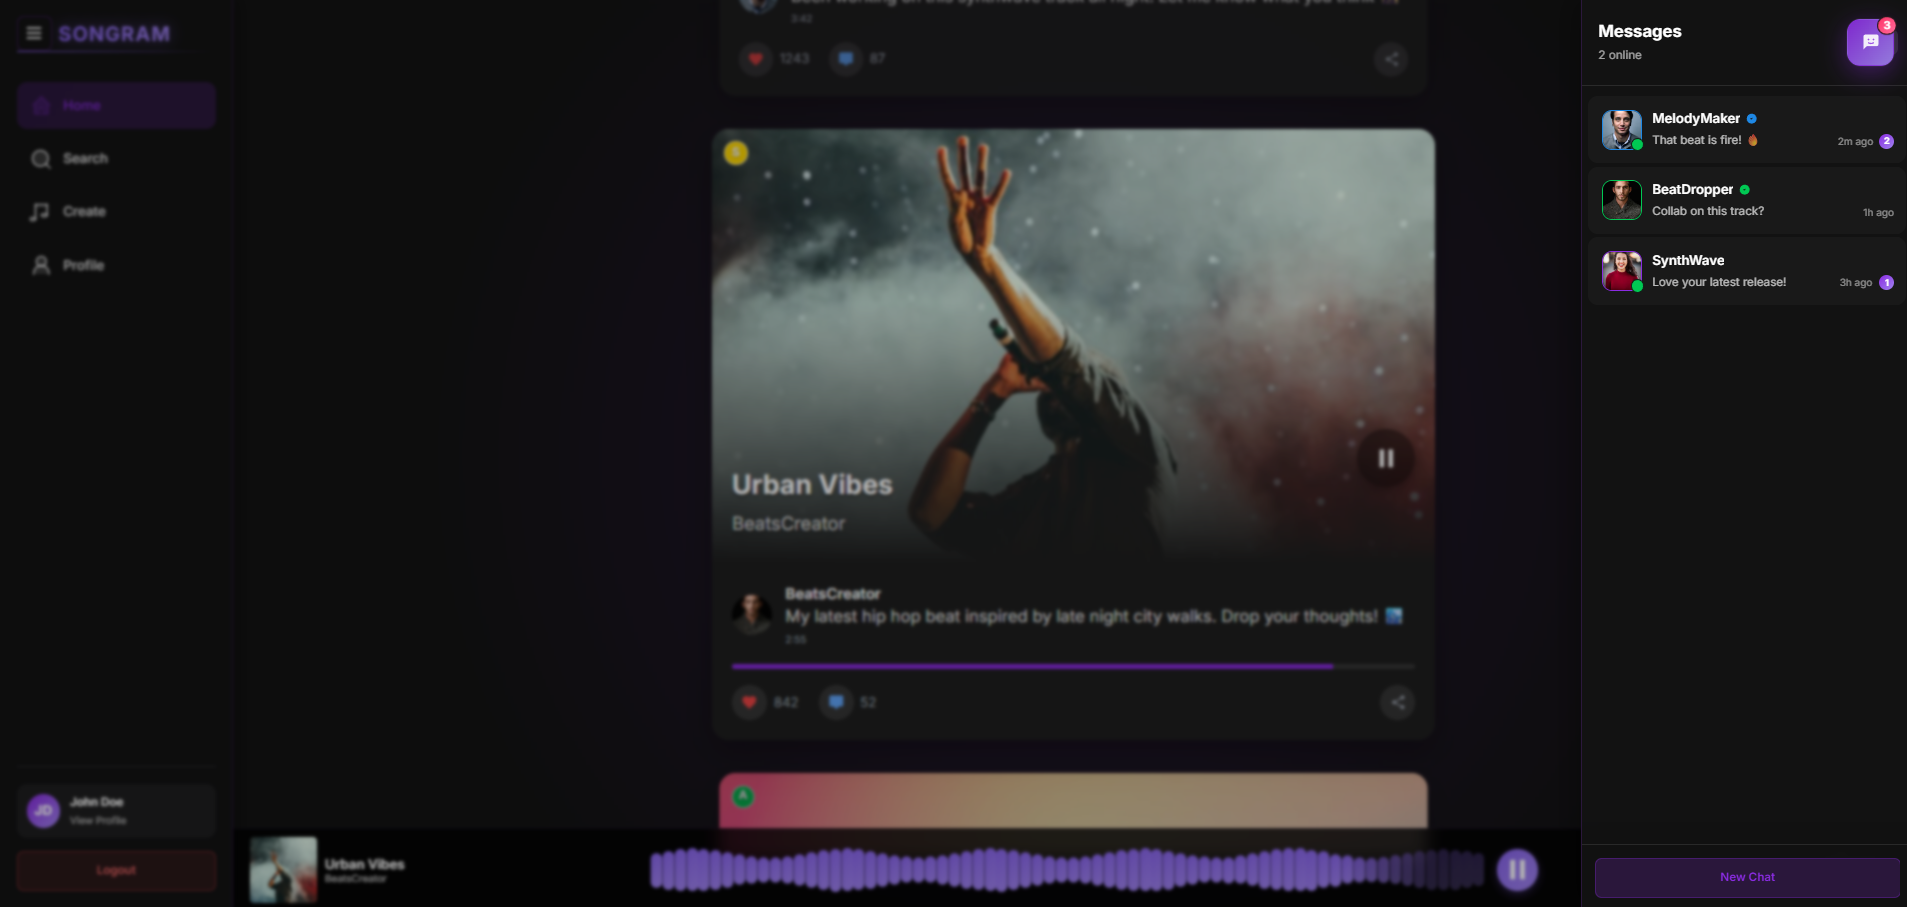 SONGRAM
Home
Search
Create
Profile
John Doe
View Profile
JD
Logout
3:42
1243
87
Urban Vibes
BeatsCreator
BeatsCreator
My latest hip hop beat inspired by late night city walks. Drop your thoughts!
2:55
842
52
Urban Vibes
BeatsCreator
Messages
3
2 online
MelodyMaker
That beat is fire! 🔥
2m ago
2
BeatDropper
Collab on this track?
1h ago
SynthWave
Love your latest release!
3h ago
1
New Chat